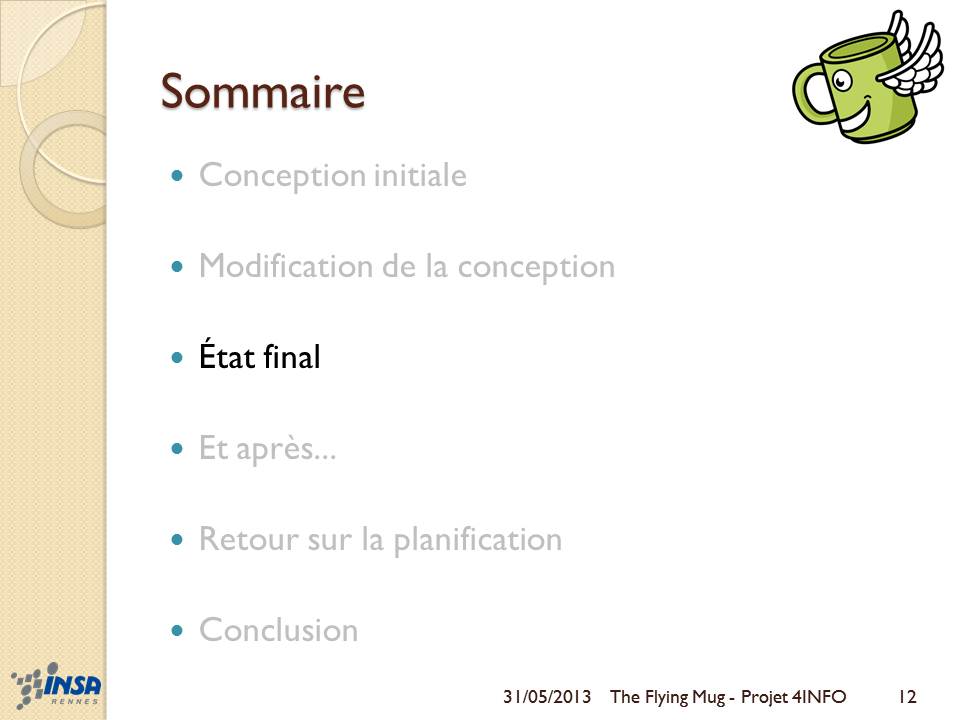 Sommaire
Conception initiale
Modification de la conception
État final
Et après...
Retour sur la planification
Conclusion
INSA
RENNES
31/05/2013 The Flying Mug - Projet 4INFO 12